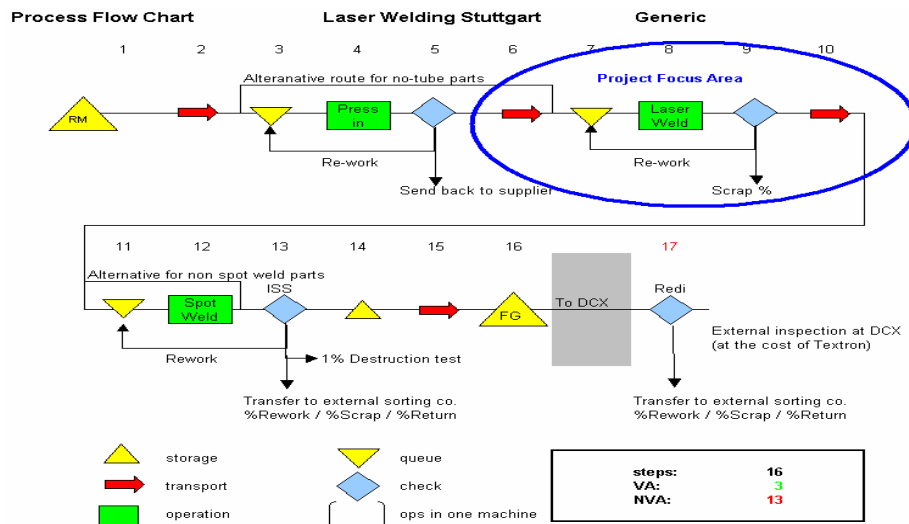 Process Flow Chart Laser Welding Stuttgart Generic
1 2 3 4 5 6 7 8 9 10
Alteranative route for no-tube parts
Project Focus Area
RM
Press in
Laser Weld
Re-work
Re-work
Send back to supplier
Scrap %
11 12 13 14 15 16 17
Alternative for non spot weld parts
ISS
Redi
Spot Weld
FG
To DCX
External inspection at DCX
(at the cost of Textron)
Rework
1% Destruction test
Transfer to external sorting co.
%Rework / %Scrap / %Return
Transfer to external sorting co.
%Rework / %Scrap / %Return
storage
queue
transport
check
operation
ops in one machine
steps: 16
VA: 3
NVA: 13